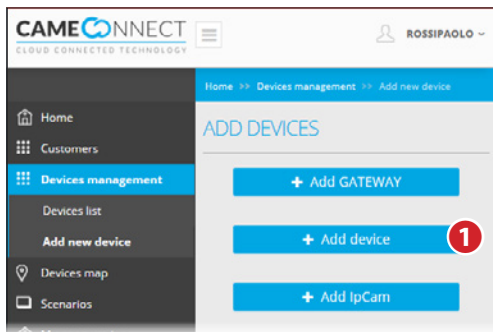 CAMECONNECT
CLOUD CONNECTED TECHNOLOGY
ROSSIPAOLO
Home >> Devices management >> Add new device
Home
Customers
Devices management
Devices list
Add new device
Devices map
Scenarios
ADD DEVICES
+ Add GATEWAY
+ Add device
1
+ Add IpCam